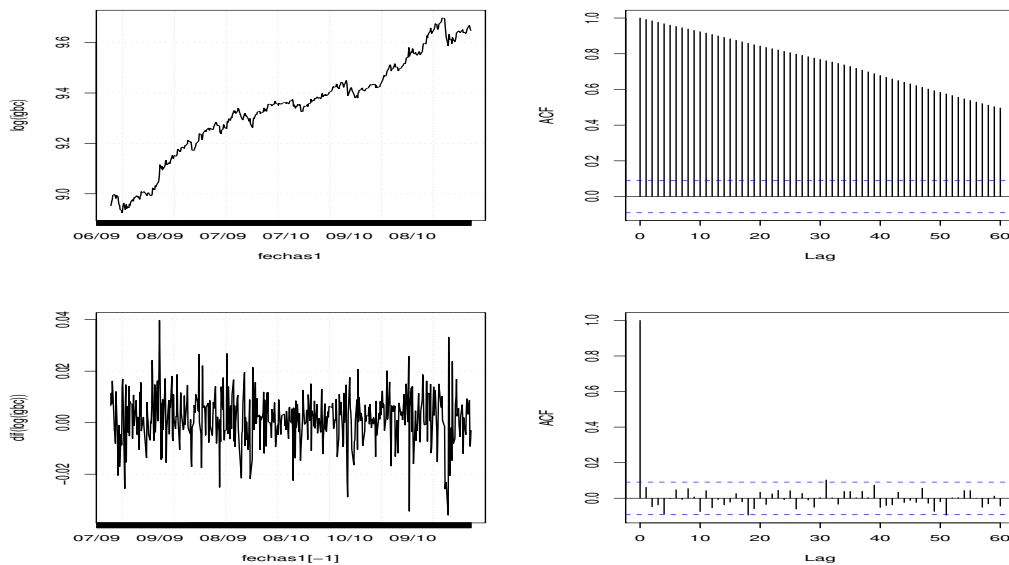 log(igbc)
9.0 9.2 9.4 9.6
06/09 08/09 07/09 07/10 09/10 08/10
fechas1
ACF
0.0 0.2 0.4 0.6 0.8 1.0
0 10 20 30 40 50 60
Lag
dif(log(igbc))
-0.02 0.00 0.02 0.04
07/09 09/09 08/09 08/10 10/10 09/10
fechas1[-1]
ACF
0.0 0.2 0.4 0.6 0.8 1.0
0 10 20 30 40 50 60
Lag